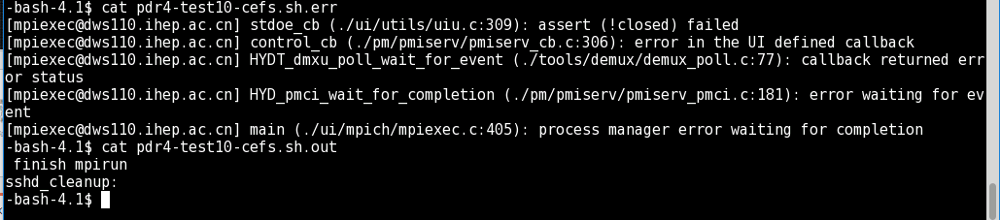 -bash-4.1$ cat pdr4-test10-cefs.sh.err
[mpiexec@dws110.ihep.ac.cn] stdoe_cb (./ui/utils/uiu.c:309): assert (!closed) failed
[mpiexec@dws110.ihep.ac.cn] control_cb (./pm/pmiserv/pmiserv_cb.c:306): error in the UI defined callback
[mpiexec@dws110.ihep.ac.cn] HYDT_dmxu_poll_wait_for_event (./tools/demux/demux_poll.c:77): callback returned err
or status
[mpiexec@dws110.ihep.ac.cn] HYD_pmci_wait_for_completion (./pm/pmiserv/pmiserv_pmci.c:181): error waiting for ev
ent
[mpiexec@dws110.ihep.ac.cn] main (./ui/mpich/mpiexec.c:405): process manager error waiting for completion
-bash-4.1$ cat pdr4-test10-cefs.sh.out
 finish mpirun
sshd_cleanup:
-bash-4.1$